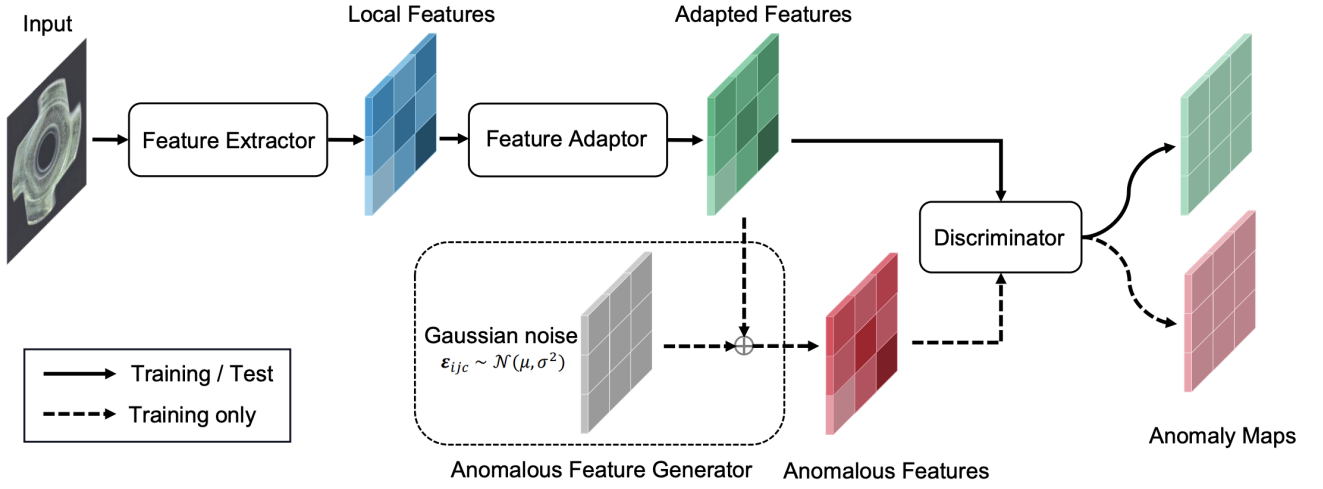 Input
Local Features
Adapted Features
Feature Extractor
Feature Adaptor
Discriminator
Gaussian noise
𝜺ᵢⱼ𝑐 ~ 𝒩(𝜇, 𝜎²)
Training / Test
Training only
Anomalous Feature Generator
Anomalous Features
Anomaly Maps